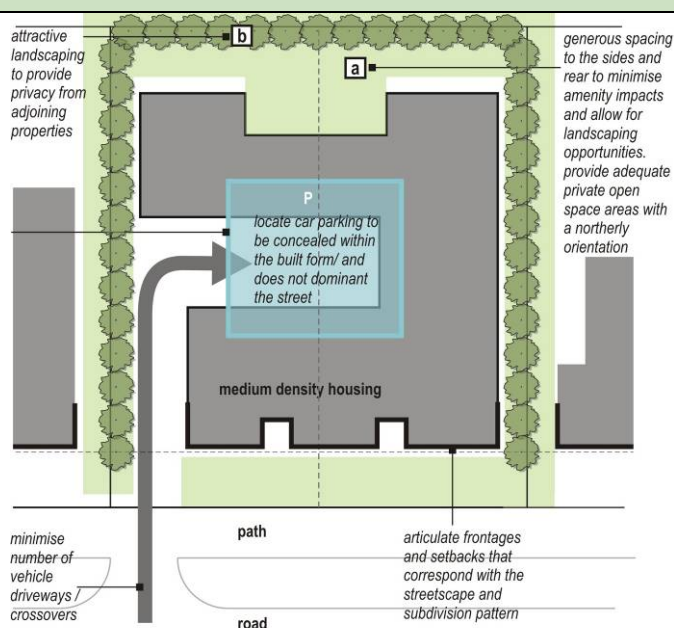 attractive
landscaping
to provide
privacy from
adjoining
properties
b
a
generous spacing
to the sides and
rear to minimise
amenity impacts
and allow for
landscaping
opportunities.
provide adequate
private open
space areas with
a northerly
orientation
P
locate car parking to
be concealed within
the built form/ and
does not dominant
the street
medium density housing
minimise
number of
vehicle
driveways /
crossovers
path
road
articulate frontages
and setbacks that
correspond with the
streetscape and
subdivision pattern